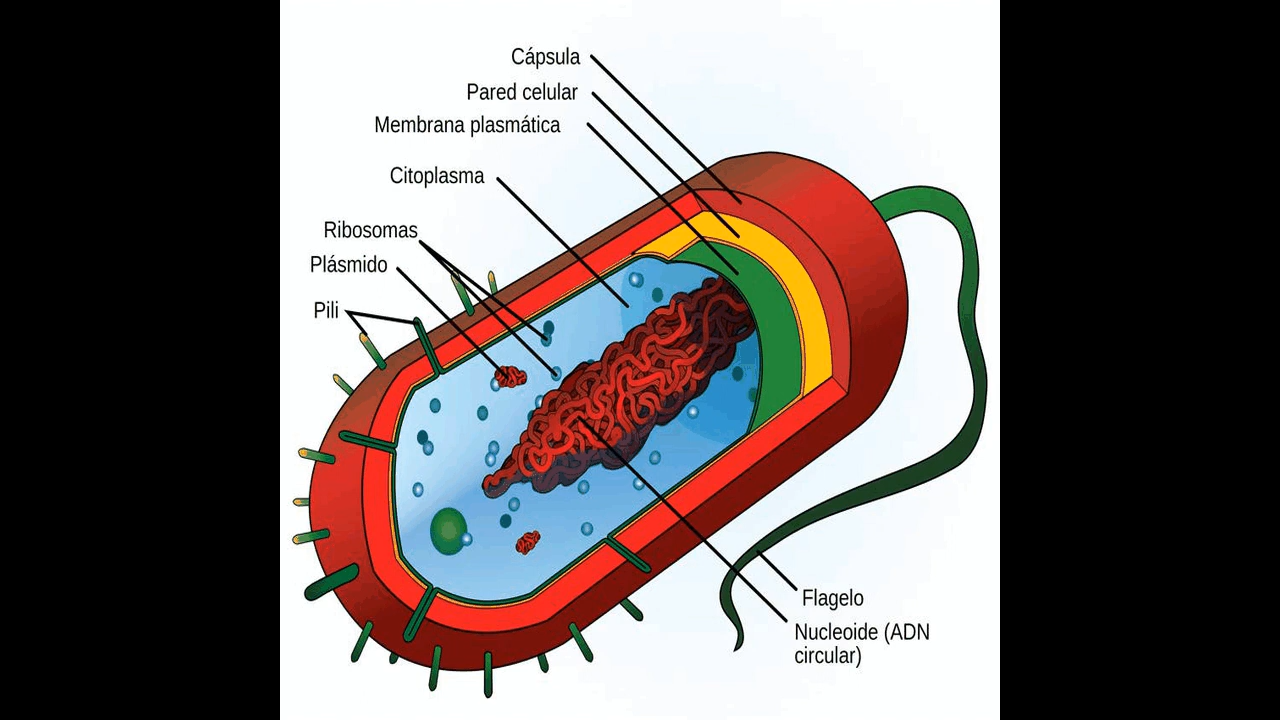 Cápsula
Pared celular
Membrana plasmática
Citoplasma
Ribosomas
Plásmido
Pili
Flagelo
Nucleoide (ADN
circular)